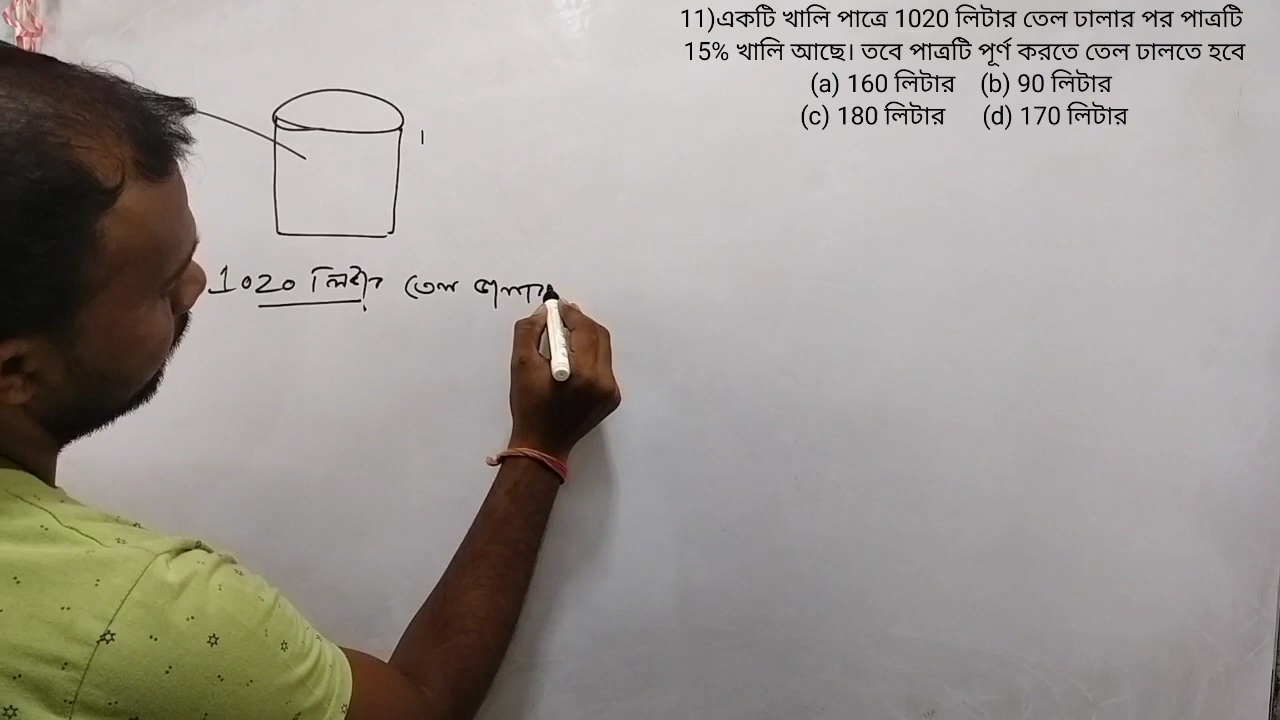 11)একটি খালি পাত্রে 1020 লিটার তেল ঢালার পর পাত্রটি
15% খালি আছে। তবে পাত্রটি পূর্ণ করতে তেল ঢালতে হবে
(a) 160 লিটার (b) 90 লিটার
(c) 180 লিটার (d) 170 লিটার
1020 লিটার তেল